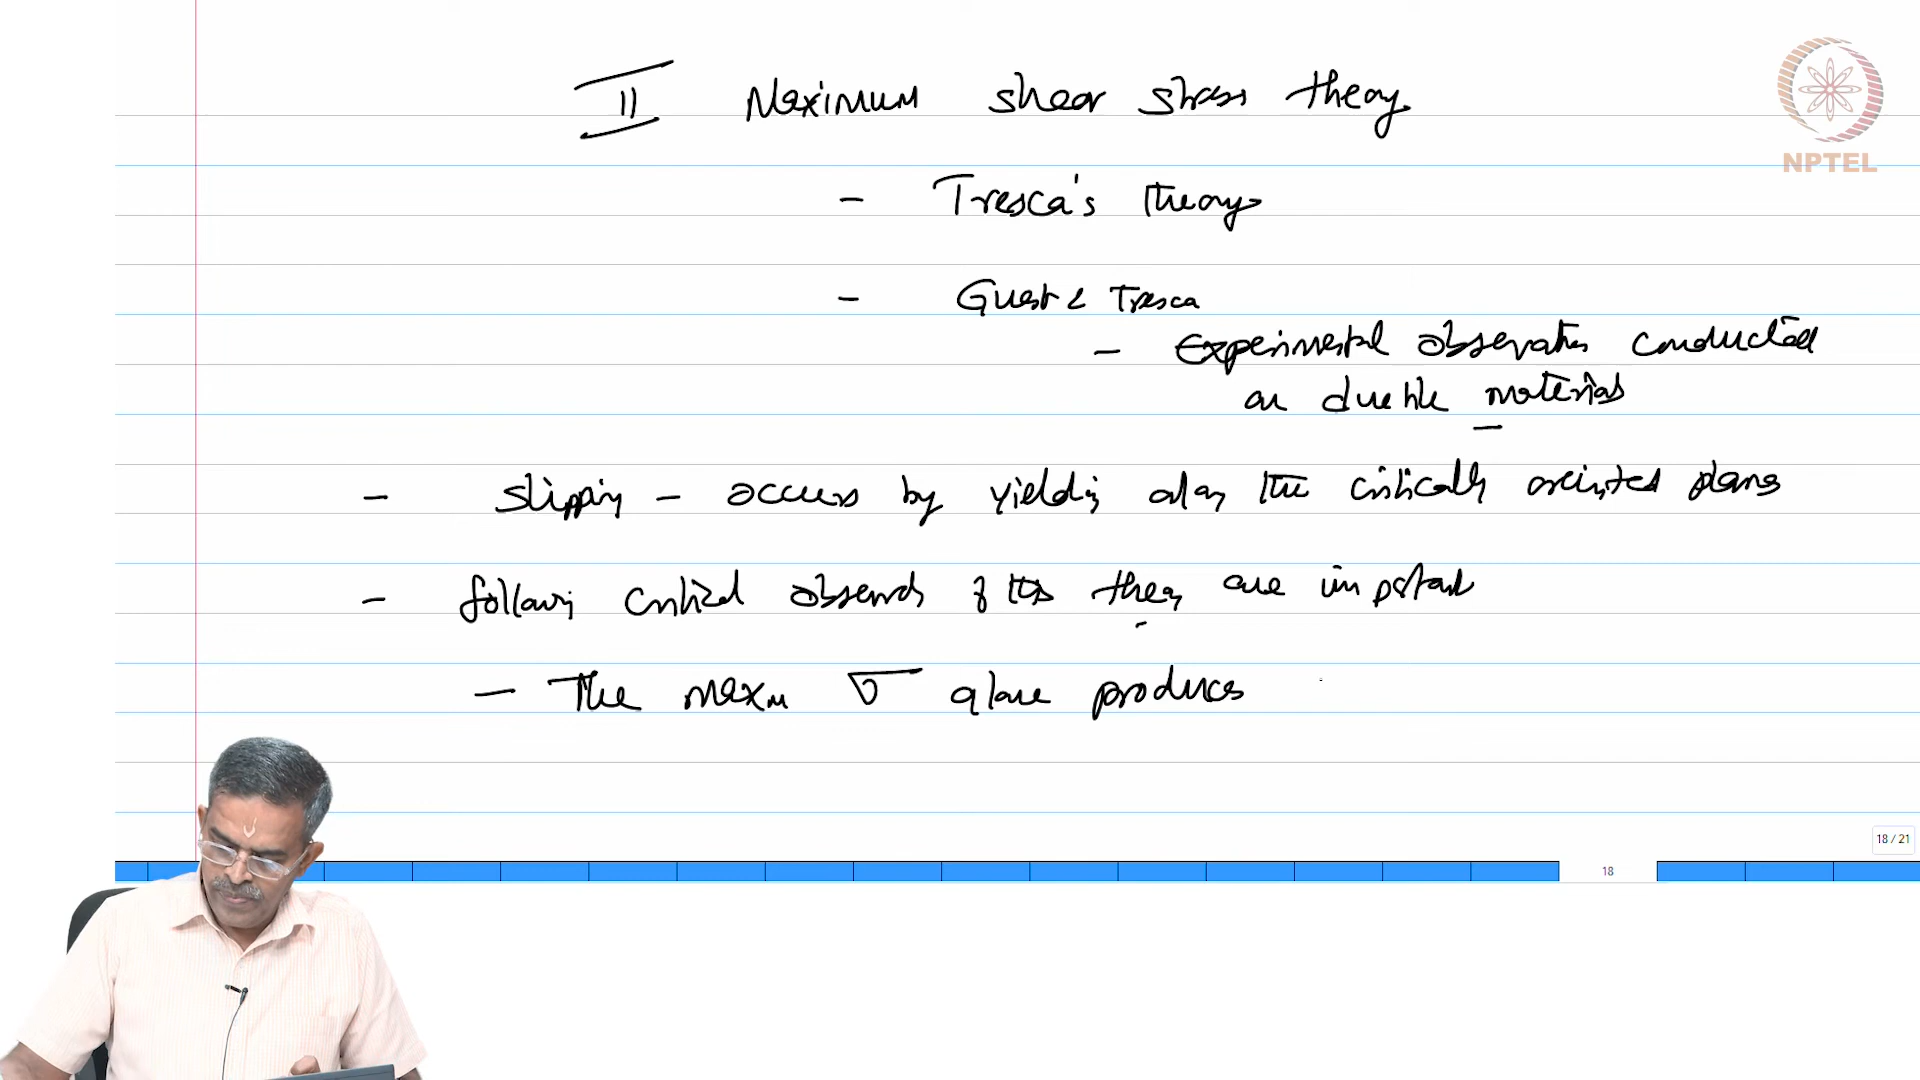 II Maximum shear stress theory
- Tresca's theory
- Guest & Tresca
- Experimental observations conducted
on ductile materials
- slipping - occurs by yielding along the critically oriented planes
- following critical observns of this theory are important
- The maxm σ alone produces
NPTEL
18 / 21
18